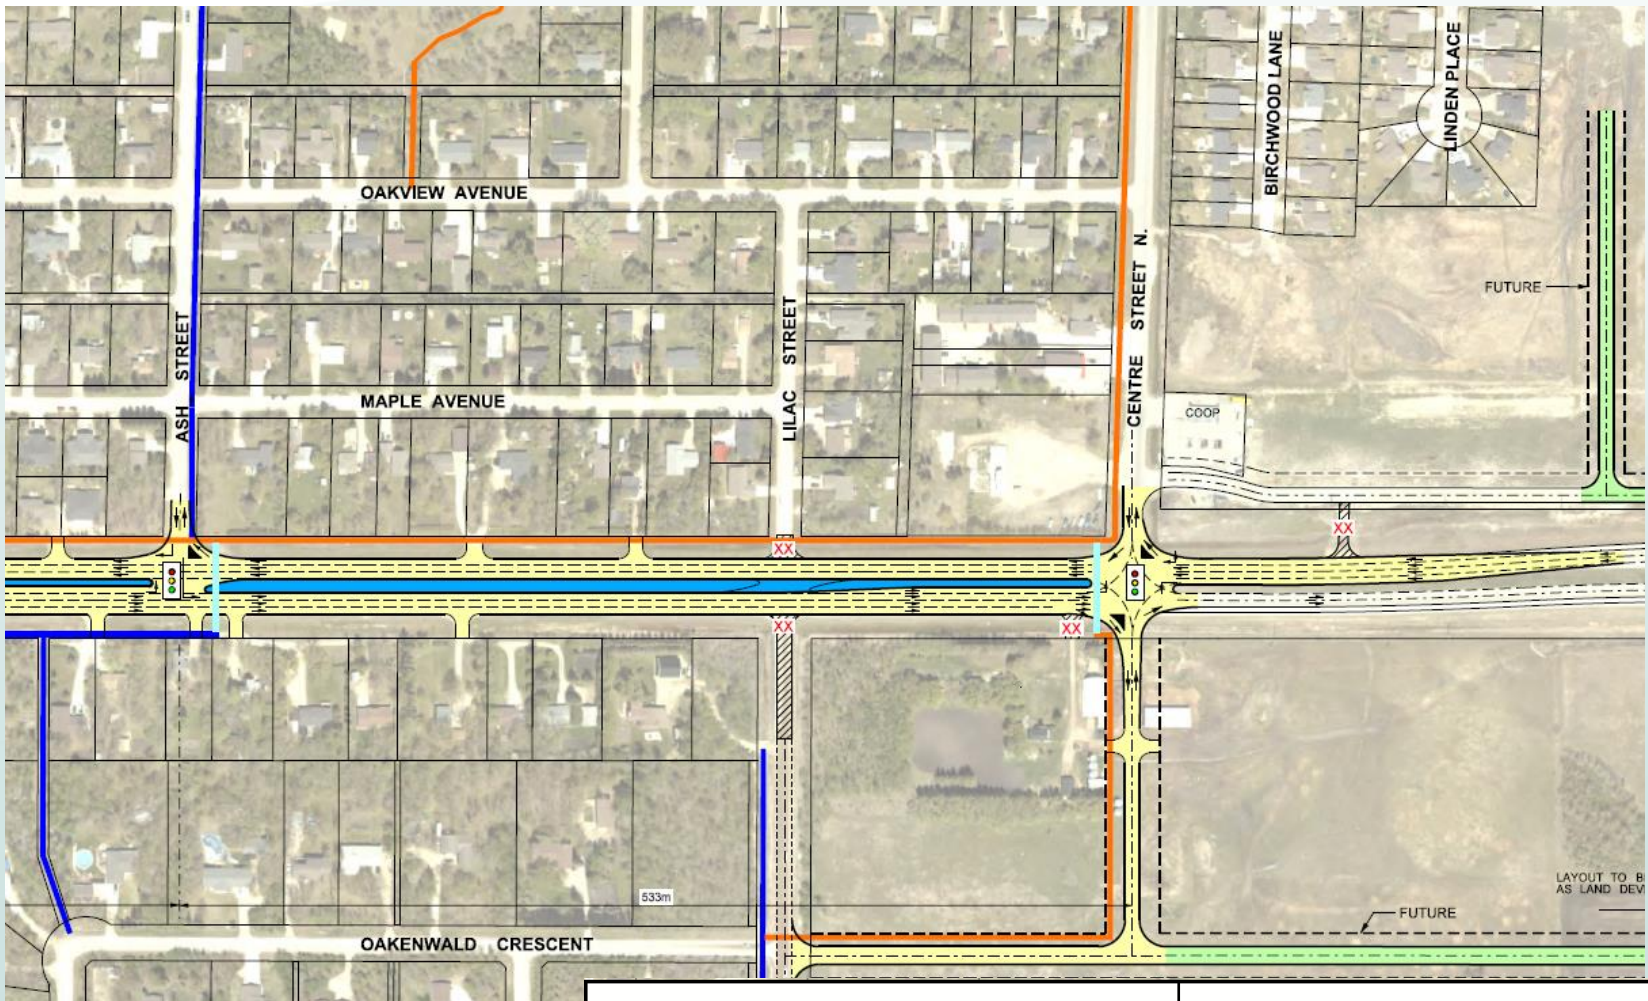 BIRCHWOOD LANE
LINDEN PLACE
OAKVIEW AVENUE
CENTRE STREET N.
FUTURE
ASH STREET
LILAC STREET
MAPLE AVENUE
COOP
XX
XX
XX
XX
533m
LAYOUT TO B
AS LAND DEV
FUTURE
OAKENWALD CRESCENT